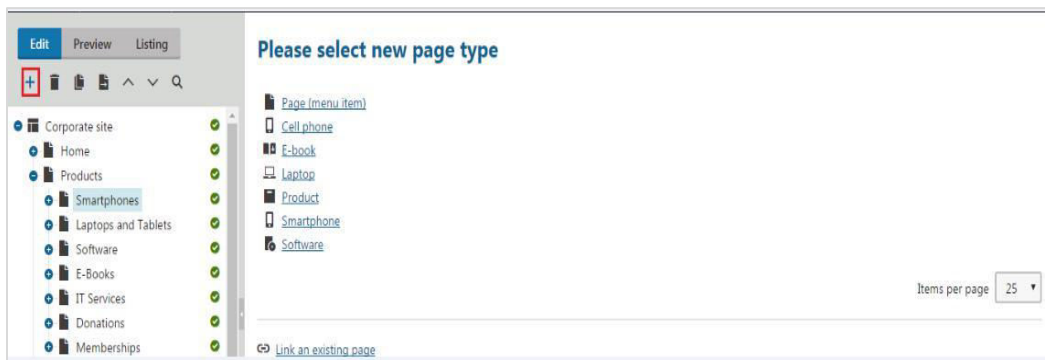 Edit Preview Listing
Corporate site
Home
Products
Smartphones
Laptops and Tablets
Software
E-Books
IT Services
Donations
Memberships
Please select new page type
Page (menu item)
Cell phone
E-book
Laptop
Product
Smartphone
Software
Items per page 25
Link an existing page